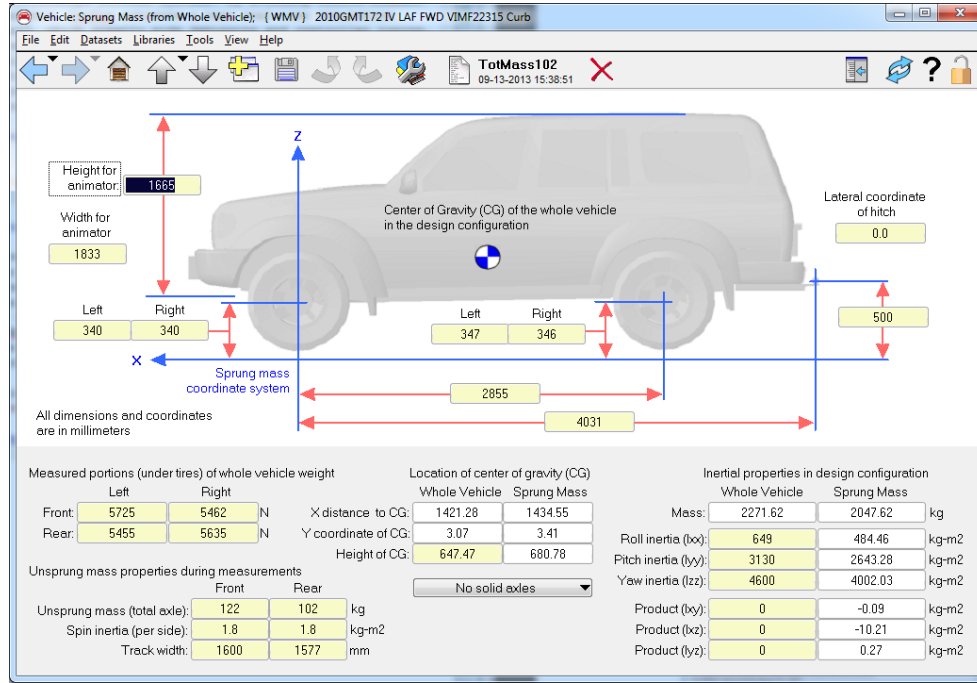 Vehicle: Sprung Mass (from Whole Vehicle); { WMV } 2010GMT172 IV LAF FWD VIMF22315 Curb
File Edit Datasets Libraries Tools View Help
TotMass102
09-13-2013 15:38:51
Z
Height for
animator: 1665
Width for
animator
1833
Center of Gravity (CG) of the whole vehicle
in the design configuration
Lateral coordinate
of hitch
0.0
Left Right
340 340
Left Right
347 346
500
X
Sprung mass
coordinate system
2855
4031
All dimensions and coordinates
are in millimeters
Measured portions (under tires) of whole vehicle weight
Left Right
Front: 5725 5462 N
Rear: 5455 5635 N
Unsprung mass properties during measurements
Front Rear
Unsprung mass (total axle): 122 102 kg
Spin inertia (per side): 1.8 1.8 kg-m2
Track width: 1600 1577 mm
Location of center of gravity (CG)
Whole Vehicle Sprung Mass
X distance to CG: 1421.28 1434.55
Y coordinate of CG: 3.07 3.41
Height of CG: 647.47 680.78
No solid axles
Inertial properties in design configuration
Whole Vehicle Sprung Mass
Mass: 2271.62 2047.62 kg
Roll inertia (Ixx): 649 484.46 kg-m2
Pitch inertia (Iyy): 3130 2643.28 kg-m2
Yaw inertia (Izz): 4600 4002.03 kg-m2
Product (Ixy): 0 -0.09 kg-m2
Product (Ixz): 0 -10.21 kg-m2
Product (Iyz): 0 0.27 kg-m2